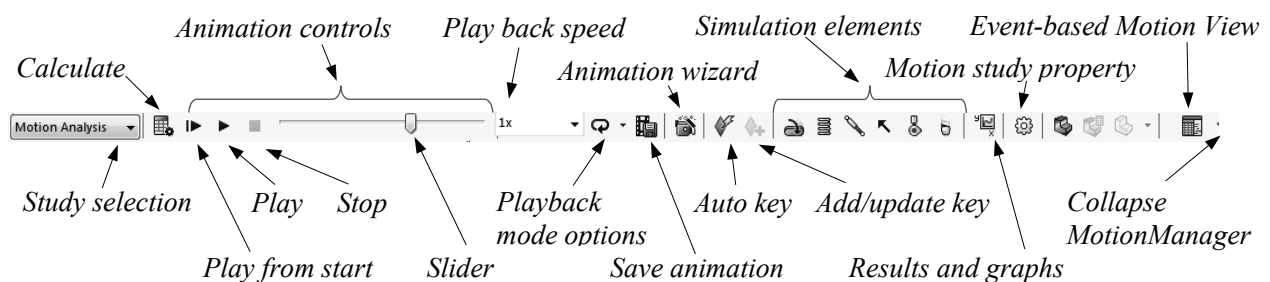 Animation controls
Play back speed
Simulation elements
Event-based Motion View
Calculate
Animation wizard
Motion study property
Motion Analysis
1x
Study selection
Play
Stop
Playback
mode options
Auto key
Add/update key
Collapse
MotionManager
Play from start
Slider
Save animation
Results and graphs